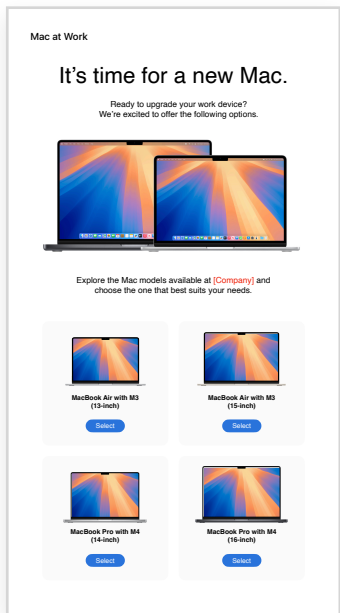 Mac at Work
It’s time for a new Mac.
Ready to upgrade your work device?
We’re excited to offer the following options.
Explore the Mac models available at [Company] and
choose the one that best suits your needs.
MacBook Air with M3
(13-inch)
Select
MacBook Air with M3
(15-inch)
Select
MacBook Pro with M4
(14-inch)
Select
MacBook Pro with M4
(16-inch)
Select